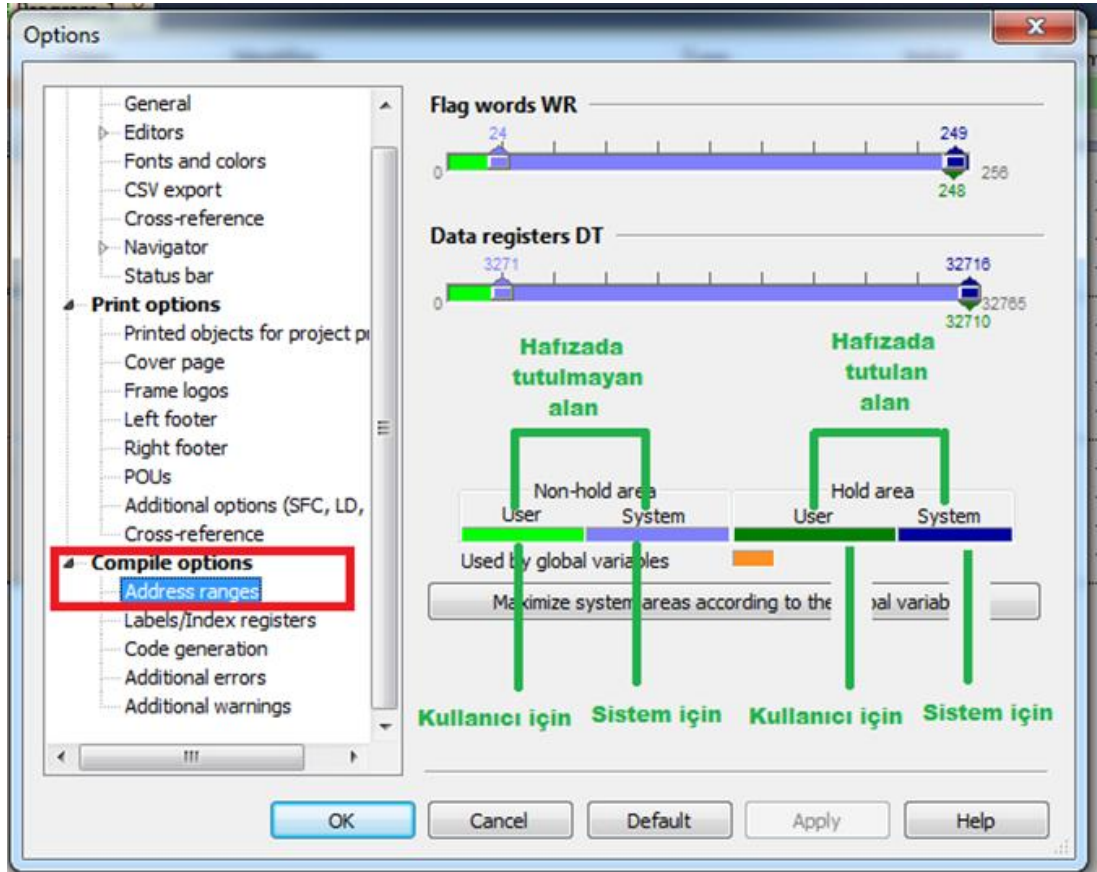 Options
General
Editors
Fonts and colors
CSV export
Cross-reference
Navigator
Status bar
Print options
Printed objects for project
Cover page
Frame logos
Left footer
Right footer
POUs
Additional options (SFC, LD,
Cross-reference
Compile options
Address ranges
Labels/Index registers
Code generation
Additional errors
Additional warnings
Flag words WR
24
249
0
256
248
Data registers DT
3271
32716
0
32765
32710
Hafızada
tutulmayan
alan
Hafızada
tutulan
alan
Non-hold area
Hold area
User
System
User
System
Used by global variables
Maximize system areas according to the
Kullanıcı için
Sistem için
Kullanıcı için
Sistem için
OK
Cancel
Default
Apply
Help